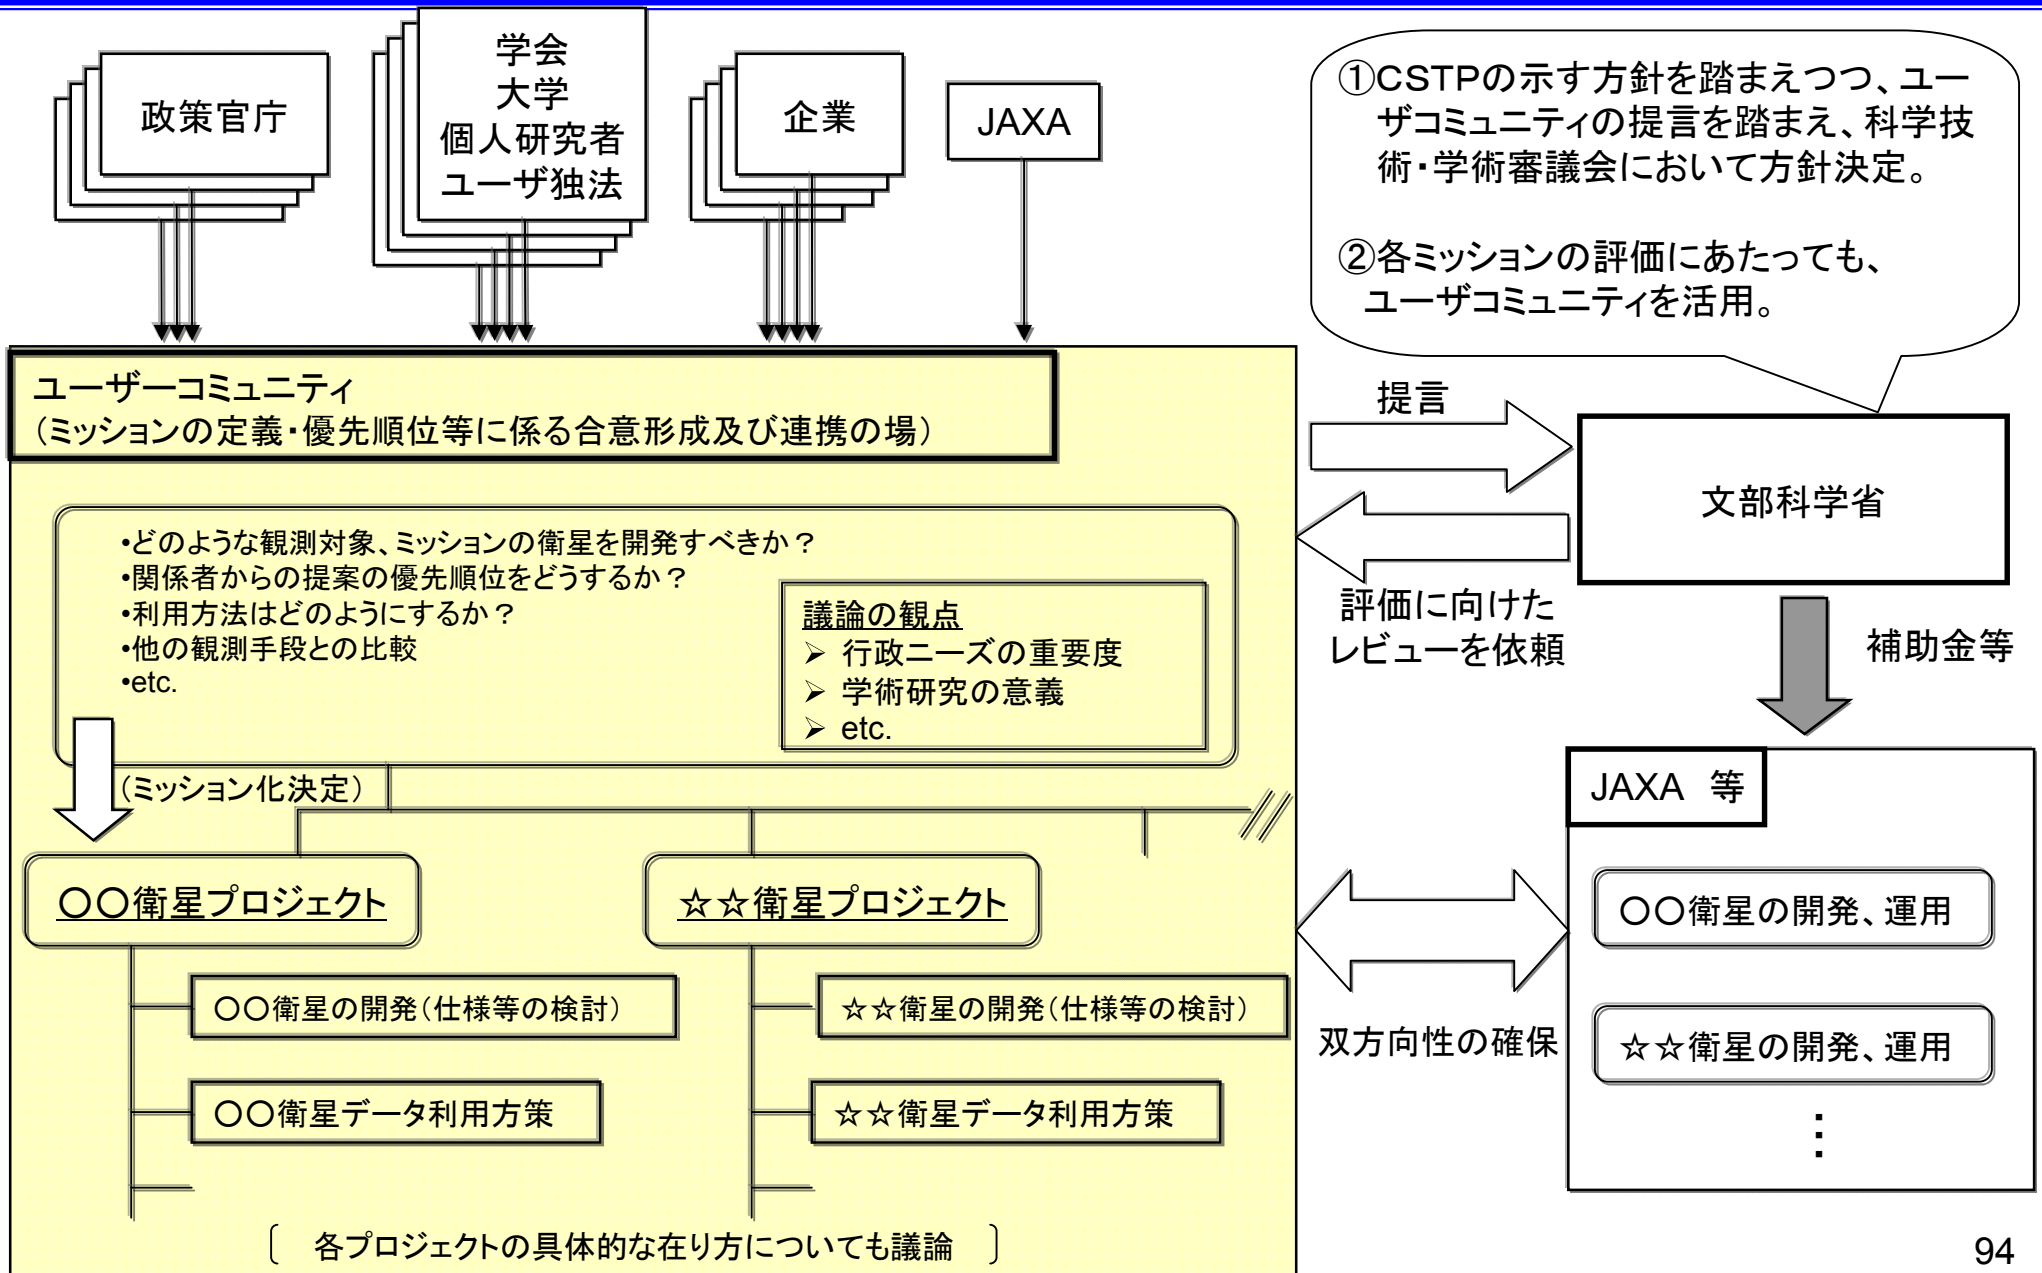 政策官庁
学会
大学
個人研究者
ユーザ独法
企業
JAXA
①CSTPの示す方針を踏まえつつ、ユー
ザコミュニティの提言を踏まえ、科学技
術・学術審議会において方針決定。
②各ミッションの評価にあたっても、
ユーザコミュニティを活用。
ユーザーコミュニティ
（ミッションの定義・優先順位等に係る合意形成及び連携の場）
提言
文部科学省
評価に向けた
レビューを依頼
補助金等
•どのような観測対象、ミッションの衛星を開発すべきか？
•関係者からの提案の優先順位をどうするか？
•利用方法はどのようにするか？
•他の観測手段との比較
•etc.
議論の観点
➢ 行政ニーズの重要度
➢ 学術研究の意義
➢ etc.
（ミッション化決定）
〇〇衛星プロジェクト
〇〇衛星の開発（仕様等の検討）
〇〇衛星データ利用方策
☆☆衛星プロジェクト
☆☆衛星の開発（仕様等の検討）
☆☆衛星データ利用方策
〔 各プロジェクトの具体的な在り方についても議論 〕
双方向性の確保
JAXA 等
〇〇衛星の開発、運用
☆☆衛星の開発、運用
⋮
94